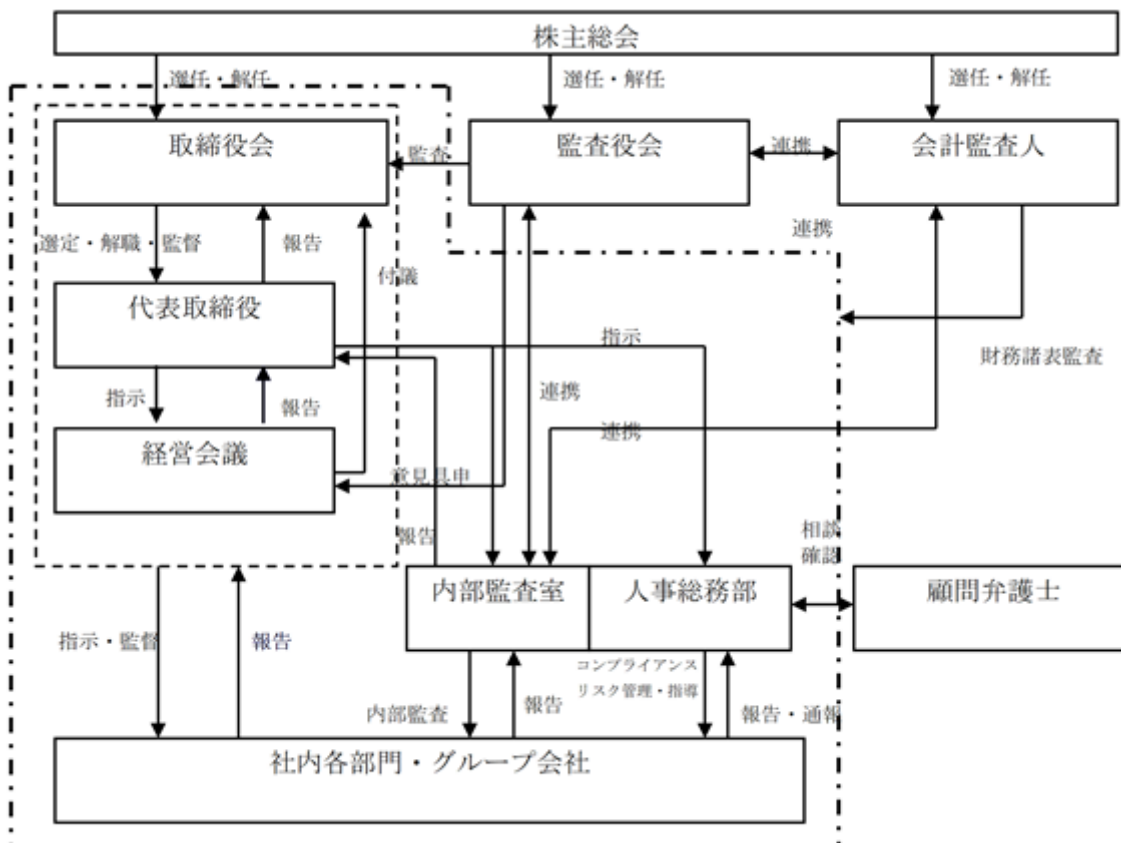 株主総会
選任・解任
選任・解任
選任・解任
取締役会
監査
監査役会
連携
会計監査人
選定・解職・監督
報告
付議
連携
代表取締役
指示
財務諸表監査
指示
報告
連携
連携
経営会議
意見具申
報告
相談
確認
内部監査室
人事総務部
顧問弁護士
指示・監督
報告
コンプライアンス
リスク管理・指導
内部監査
報告
報告・通報
社内各部門・グループ会社